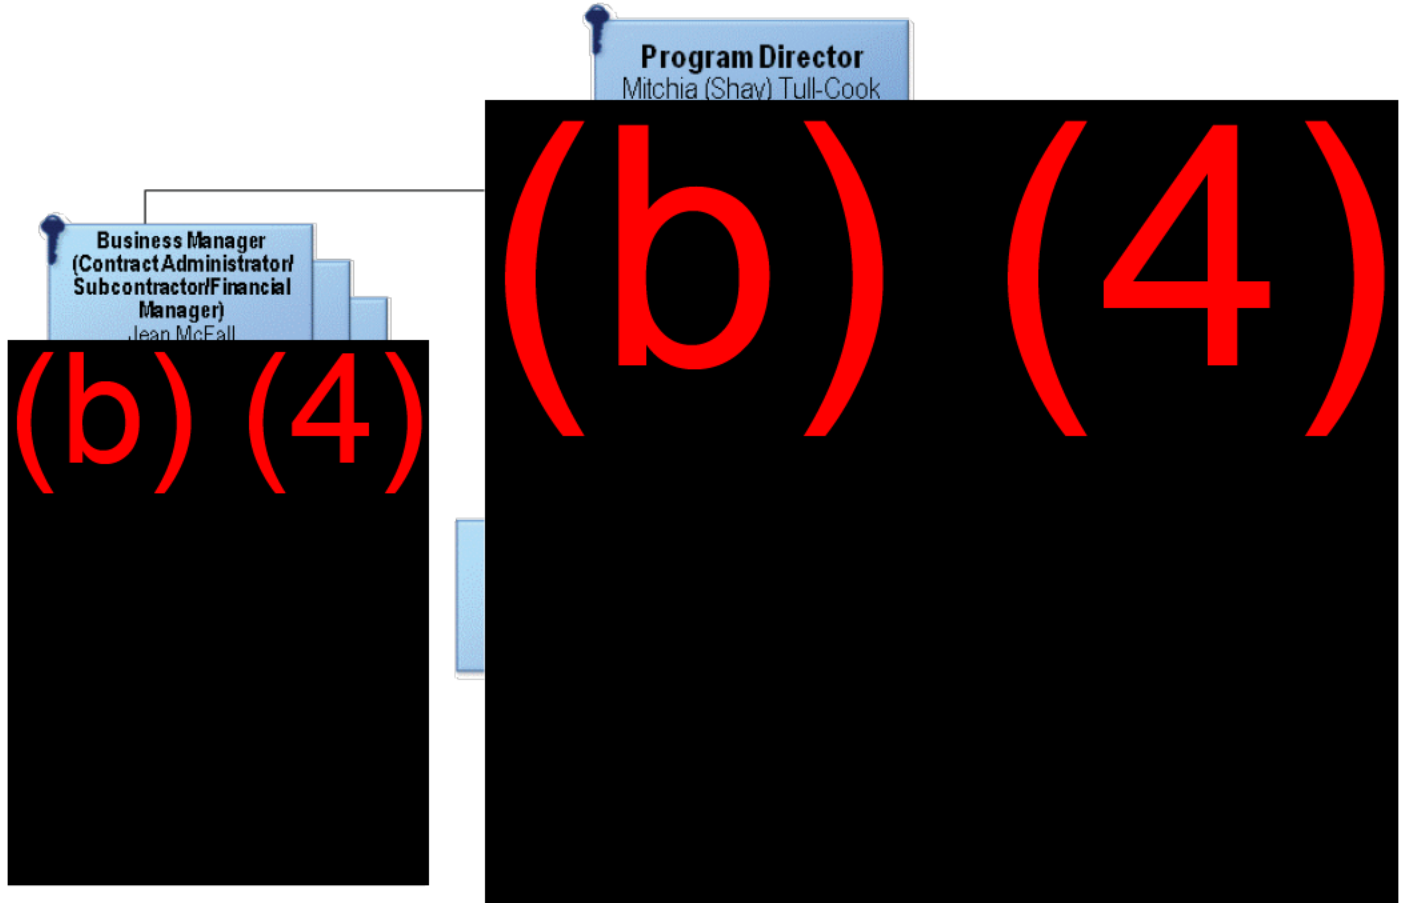 Program Director
Mitchia (Shay) Tull-Cook
(b) (4)
Business Manager
(Contract Administrator/
Subcontractor/Financial
Manager)
Jean McFall
(b) (4)